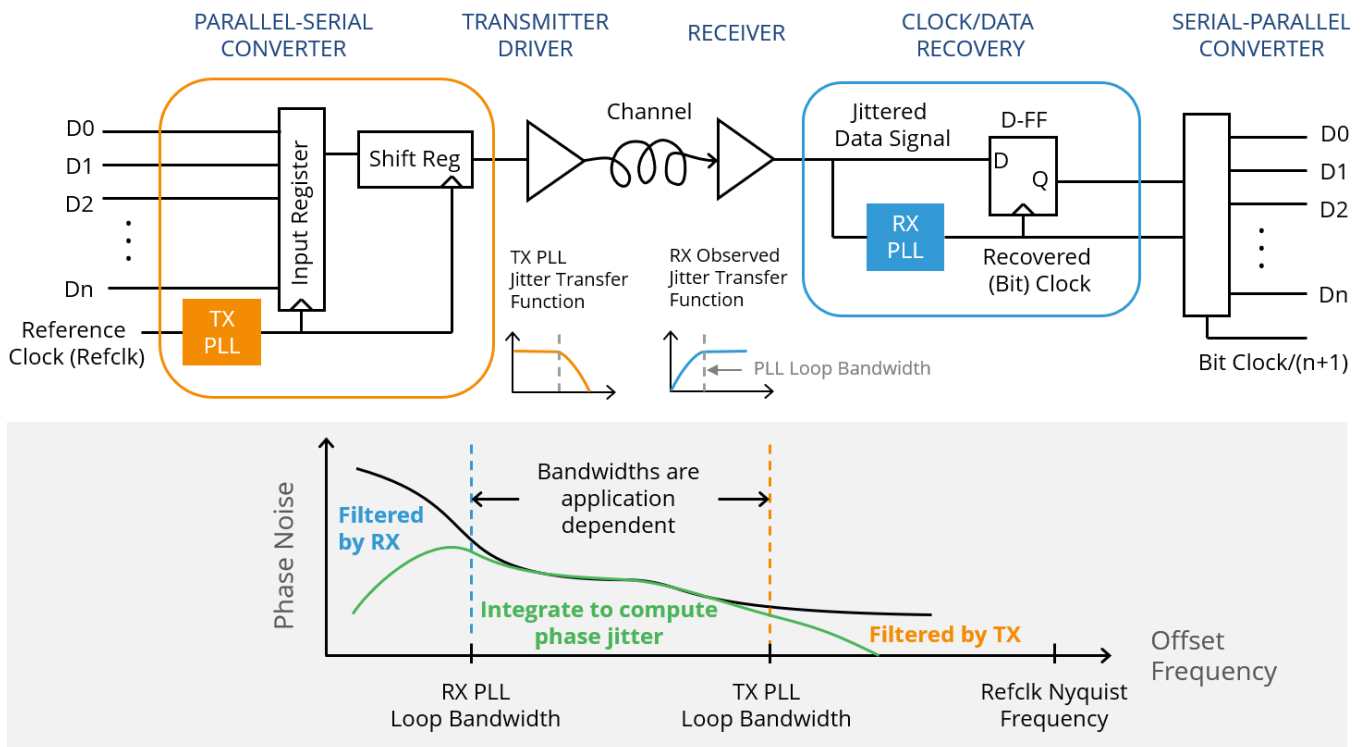 PARALLEL-SERIAL
CONVERTER
TRANSMITTER
DRIVER
RECEIVER
CLOCK/DATA
RECOVERY
SERIAL-PARALLEL
CONVERTER
D0
D1
D2
Dn
Reference
Clock (Refclk)
TX
PLL
Input Register
Shift Reg
Channel
Jittered
Data Signal
D-FF
D
Q
RX
PLL
Recovered
(Bit) Clock
D0
D1
D2
Dn
Bit Clock/(n+1)
TX PLL
Jitter Transfer
Function
RX Observed
Jitter Transfer
Function
PLL Loop Bandwidth
Phase Noise
Filtered
by RX
Bandwidths are
application
dependent
Integrate to compute
phase jitter
Filtered by TX
Offset
Frequency
RX PLL
Loop Bandwidth
TX PLL
Loop Bandwidth
Refclk Nyquist
Frequency